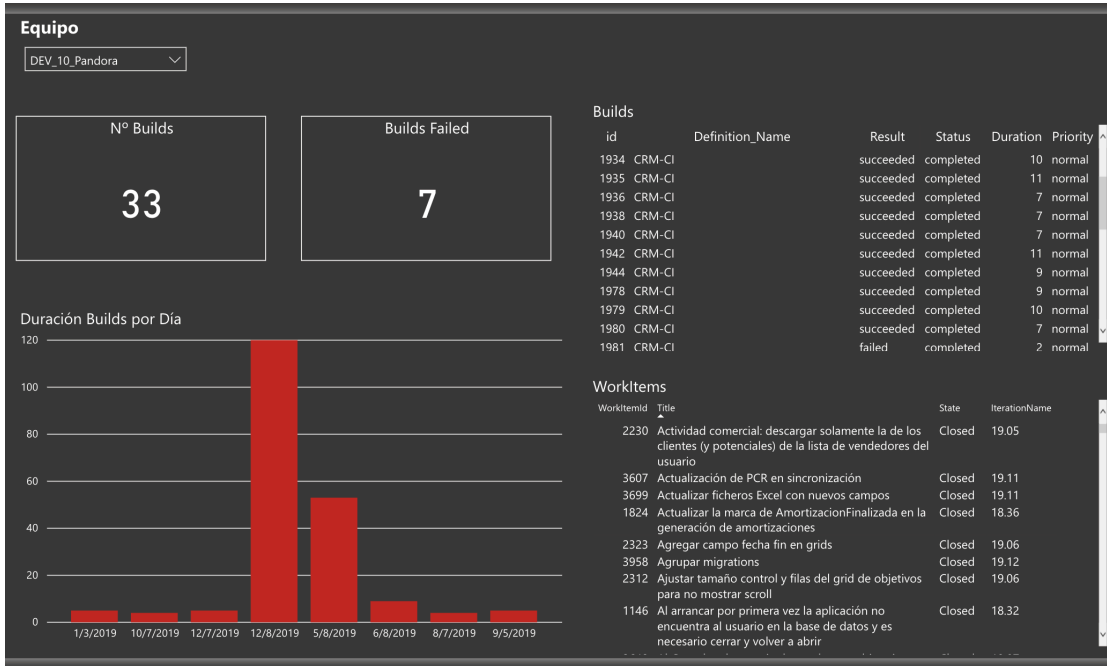 Equipo
DEV_10_Pandora
Nº Builds
33
Builds Failed
7
Duración Builds por Día
120
100
80
60
40
20
0
1/3/2019 10/7/2019 12/7/2019 12/8/2019 5/8/2019 6/8/2019 8/7/2019 9/5/2019
Builds
id Definition_Name Result Status Duration Priority
1934 CRM-CI succeeded completed 10 normal
1935 CRM-CI succeeded completed 11 normal
1936 CRM-CI succeeded completed 7 normal
1938 CRM-CI succeeded completed 7 normal
1940 CRM-CI succeeded completed 7 normal
1942 CRM-CI succeeded completed 11 normal
1944 CRM-CI succeeded completed 9 normal
1978 CRM-CI succeeded completed 9 normal
1979 CRM-CI succeeded completed 10 normal
1980 CRM-CI succeeded completed 7 normal
1981 CRM-CI failed completed 2 normal
WorkItems
WorkItemId Title State IterationName
2230 Actividad comercial: descargar solamente la de los Closed 19.05
clientes (y potenciales) de la lista de vendedores del
usuario
3607 Actualización de PCR en sincronización Closed 19.11
3699 Actualizar ficheros Excel con nuevos campos Closed 19.11
1824 Actualizar la marca de AmortizacionFinalizada en la Closed 18.36
generación de amortizaciones
2323 Agregar campo fecha fin en grids Closed 19.06
3958 Agrupar migrations Closed 19.12
2312 Ajustar tamaño control y filas del grid de objetivos Closed 19.06
para no mostrar scroll
1146 Al arrancar por primera vez la aplicación no Closed 18.32
encuentra al usuario en la base de datos y es
necesario cerrar y volver a abrir